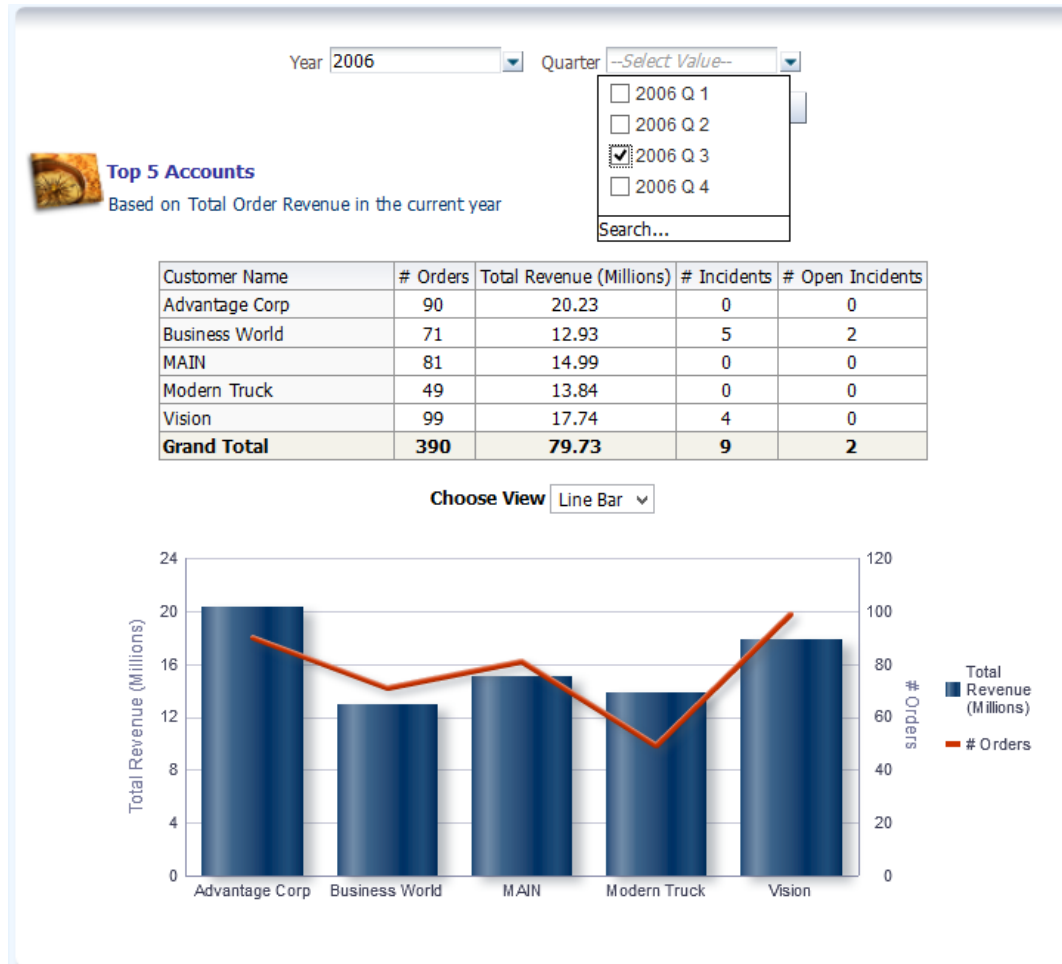 Year 2006 Quarter --Select Value--
2006 Q 1
2006 Q 2
2006 Q 3
2006 Q 4
Search...
Top 5 Accounts
Based on Total Order Revenue in the current year
Customer Name # Orders Total Revenue (Millions) # Incidents # Open Incidents
Advantage Corp 90 20.23 0 0
Business World 71 12.93 5 2
MAIN 81 14.99 0 0
Modern Truck 49 13.84 0 0
Vision 99 17.74 4 0
Grand Total 390 79.73 9 2
Choose View Line Bar
Total Revenue (Millions)
24
20
16
12
8
4
0
120
100
80
60
40
20
0
# Orders
Advantage Corp Business World MAIN Modern Truck Vision
Total
Revenue
(Millions)
# Orders